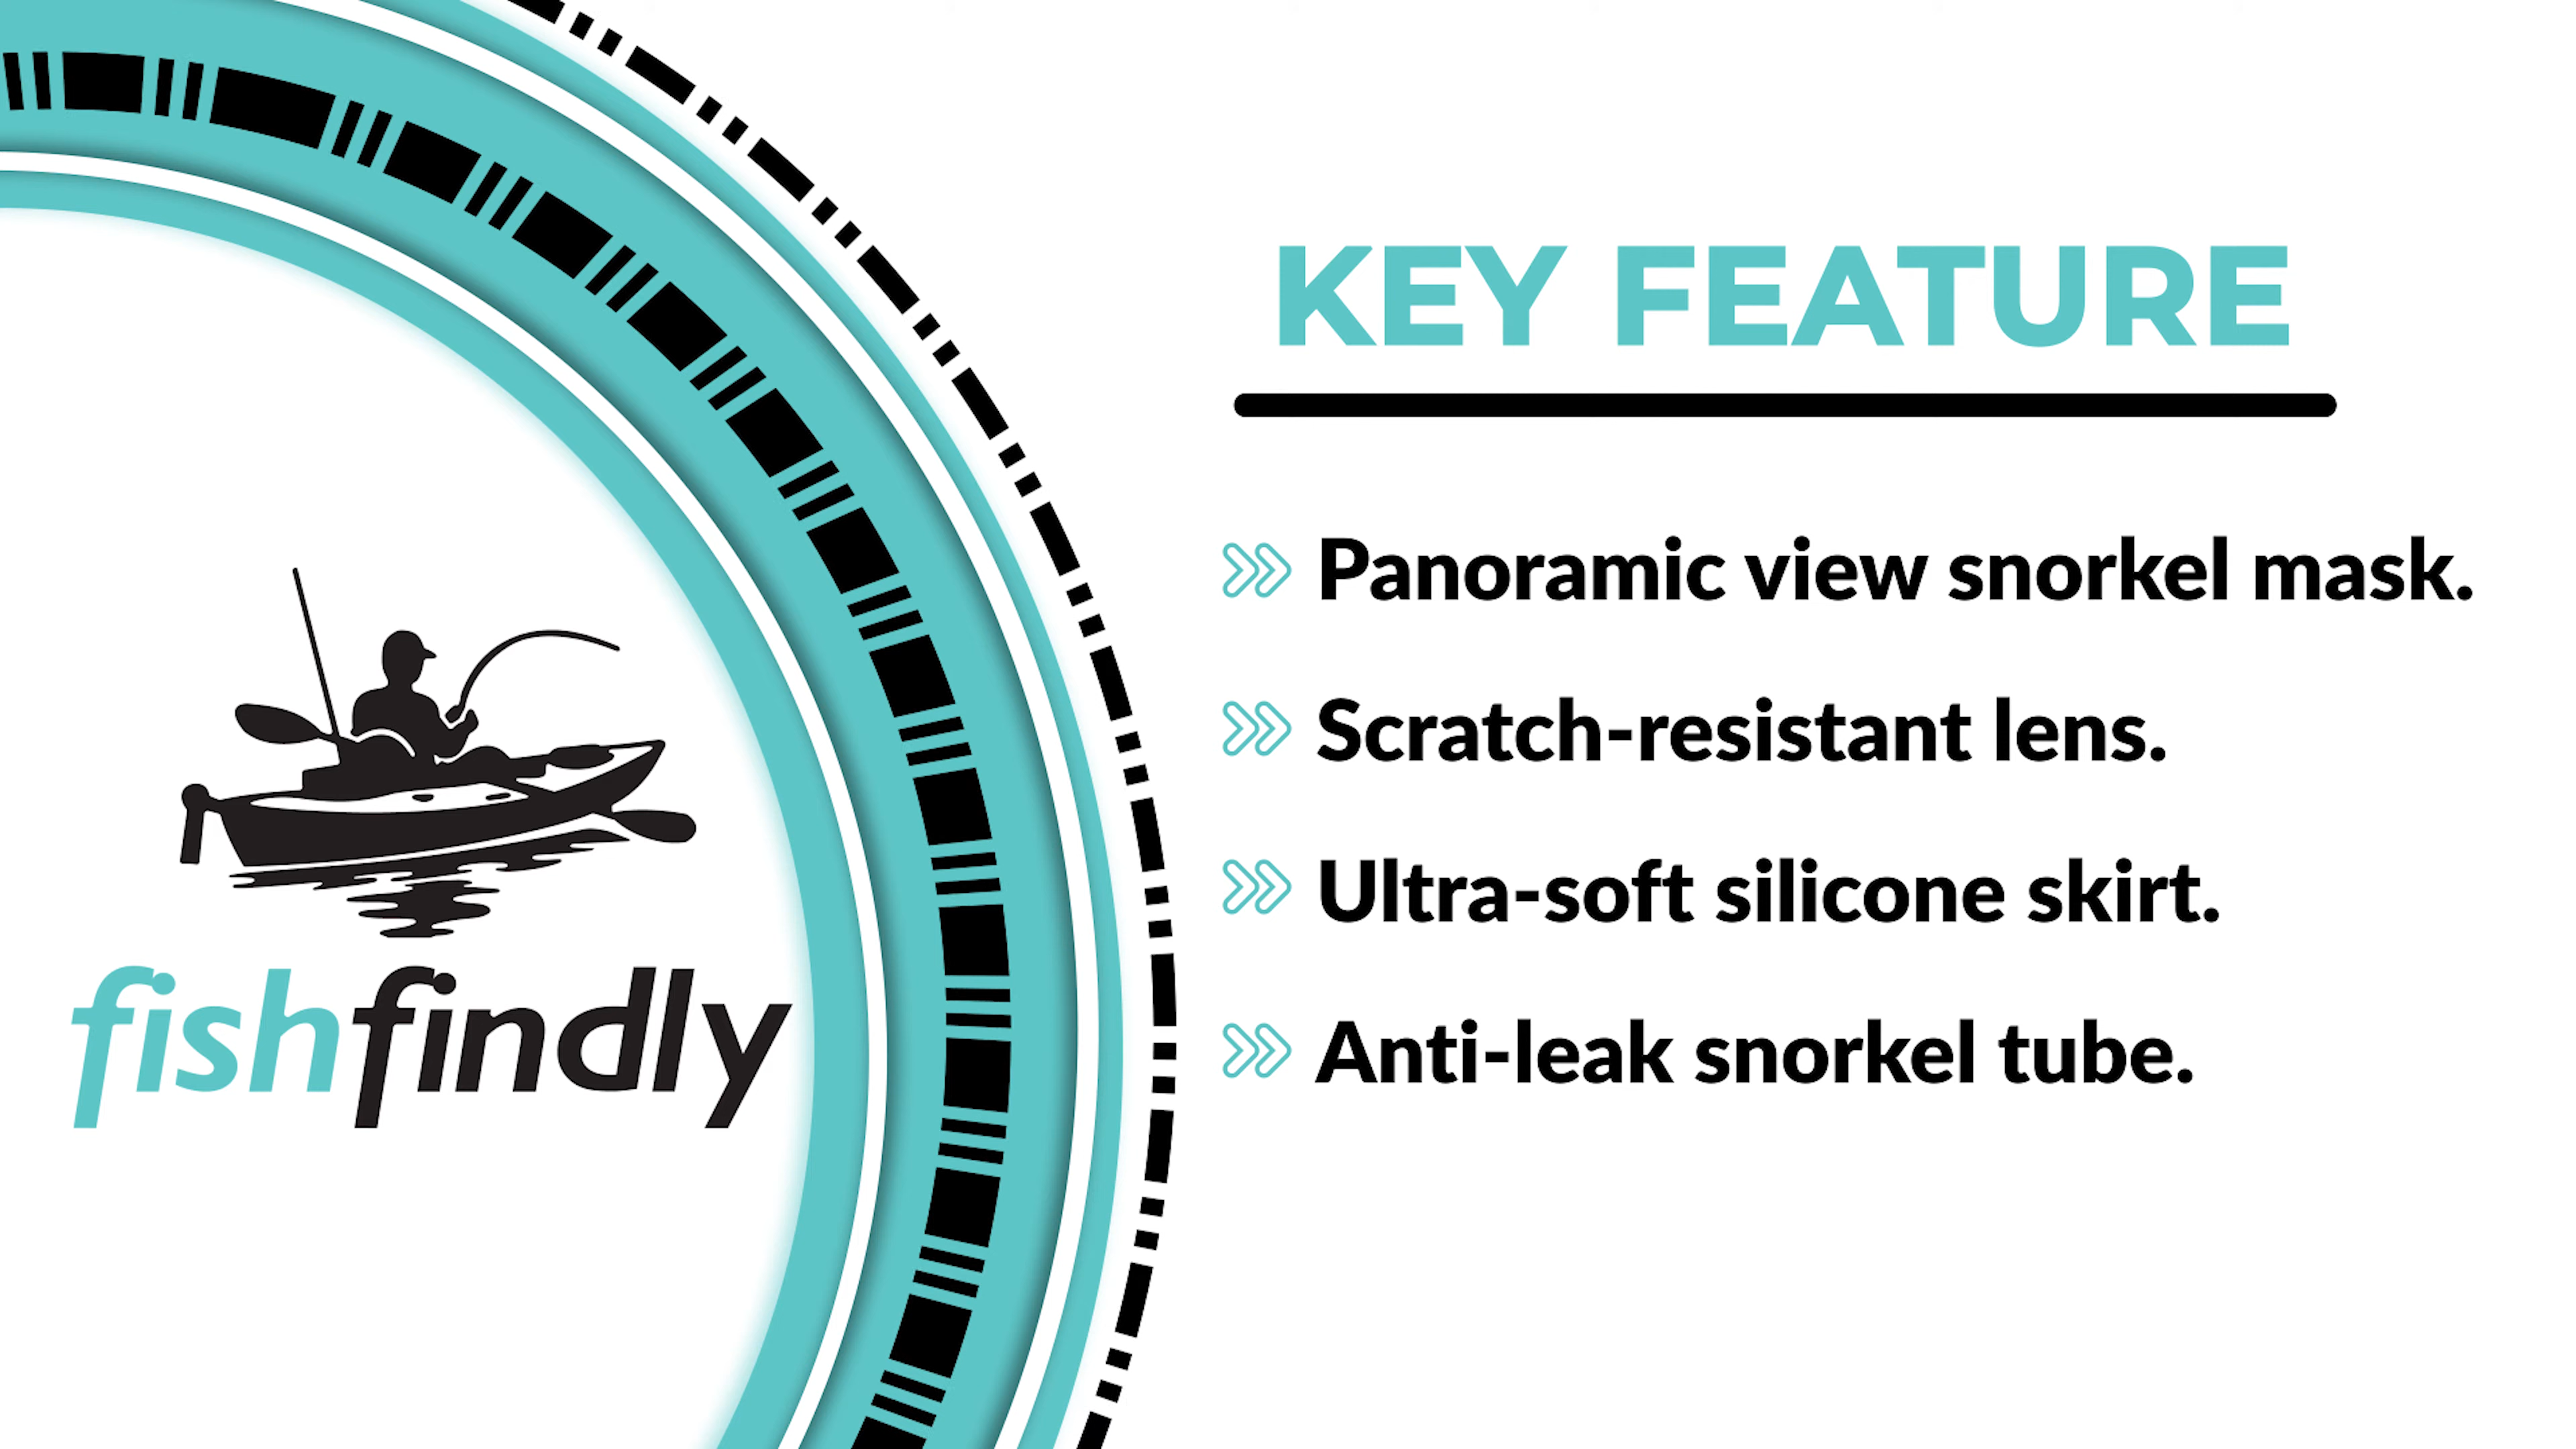 KEY FEATURE
Panoramic view snorkel mask.
Scratch-resistant lens.
Ultra-soft silicone skirt.
Anti-leak snorkel tube.
fishfindly